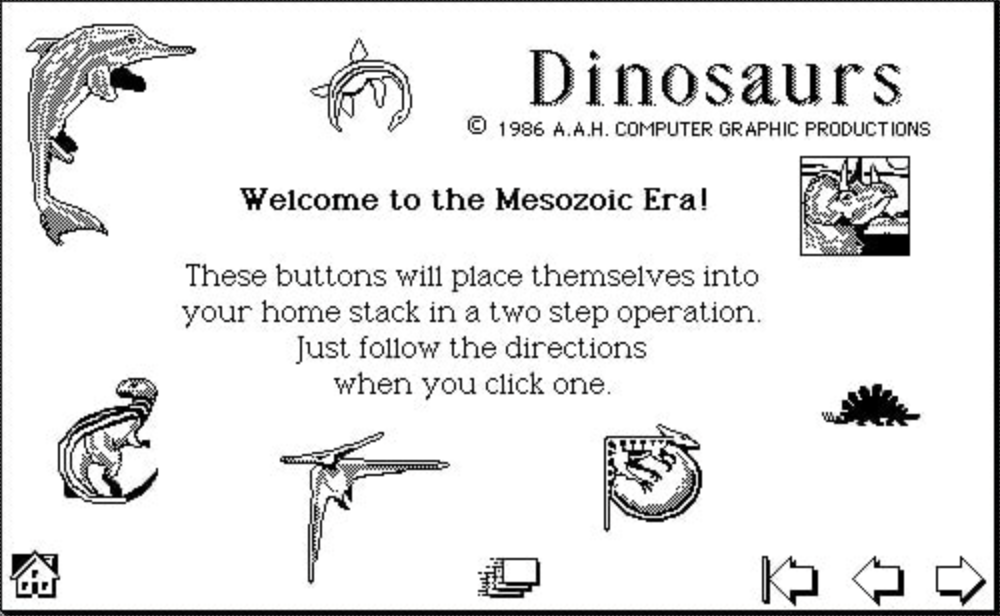 Dinosaurs
© 1986 A.A.H. COMPUTER GRAPHIC PRODUCTIONS
Welcome to the Mesozoic Era!
These buttons will place themselves into
your home stack in a two step operation.
Just follow the directions
when you click one.